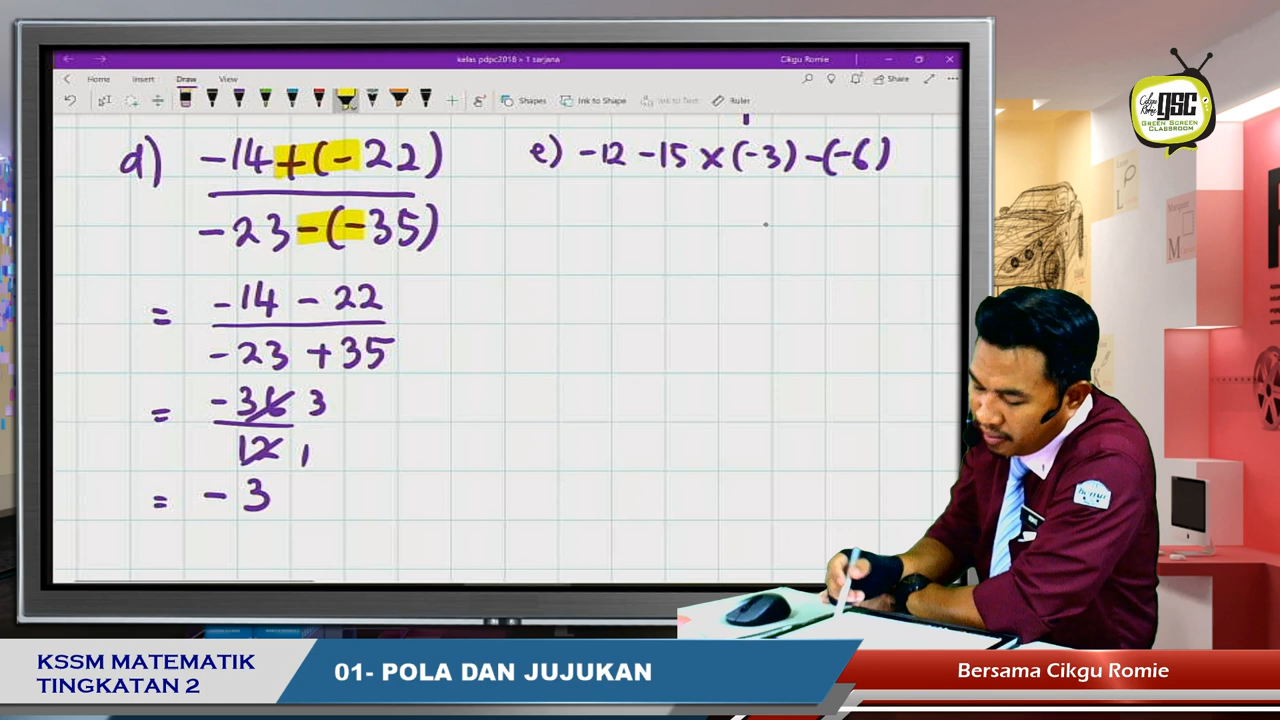 kelas pdpc2018 » 1 sarjana
Cikgu Romie
Home Insert Draw View
Share
Shapes Ink to Shape Ink to Text Ruler
d) -14 + (-22)
-23 - (-35)
= -14 - 22
-23 + 35
= -36 3
12 1
= -3
e) -12 - 15 × (-3) - (-6)
Cikgu Romie GSC
GREEN SCREEN
CLASSROOM
KSSM MATEMATIK
TINGKATAN 2
01- POLA DAN JUJUKAN
Bersama Cikgu Romie